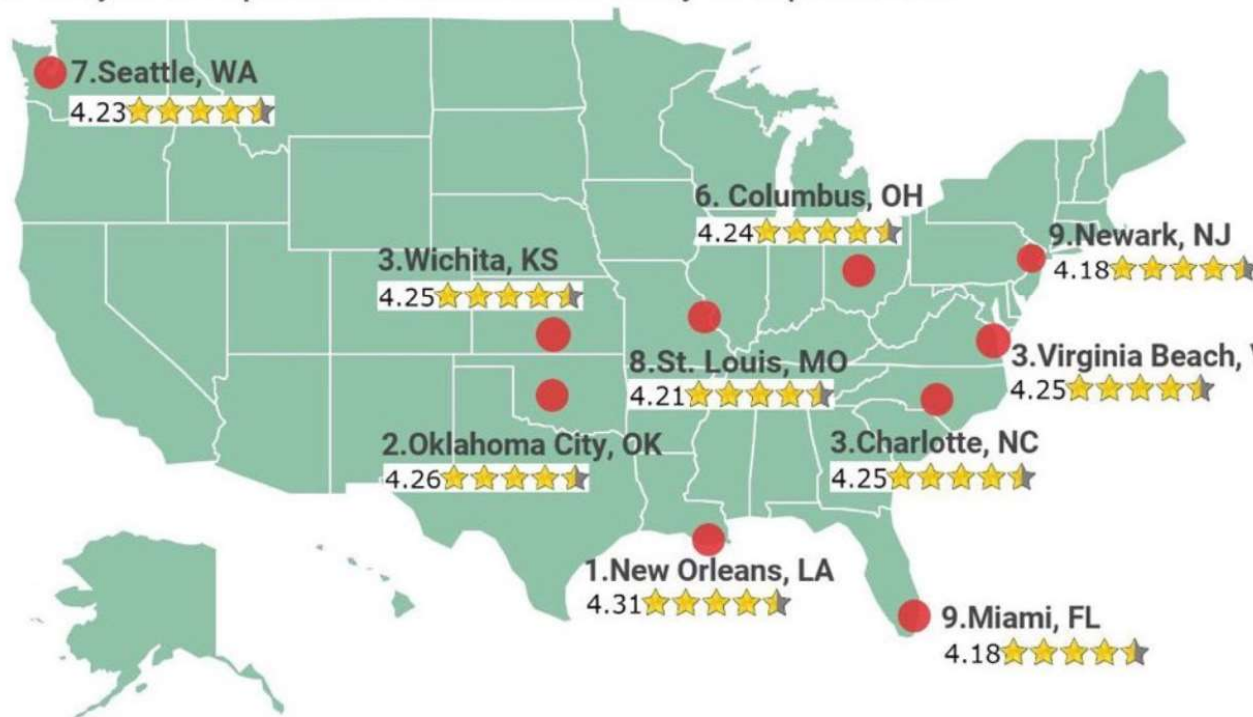 7.Seattle, WA
4.23
6. Columbus, OH
4.24
9.Newark, NJ
4.18
3.Wichita, KS
4.25
8.St. Louis, MO
4.21
3.Virginia Beach,
4.25
2.Oklahoma City, OK
4.26
3.Charlotte, NC
4.25
1.New Orleans, LA
4.31
9.Miami, FL
4.18